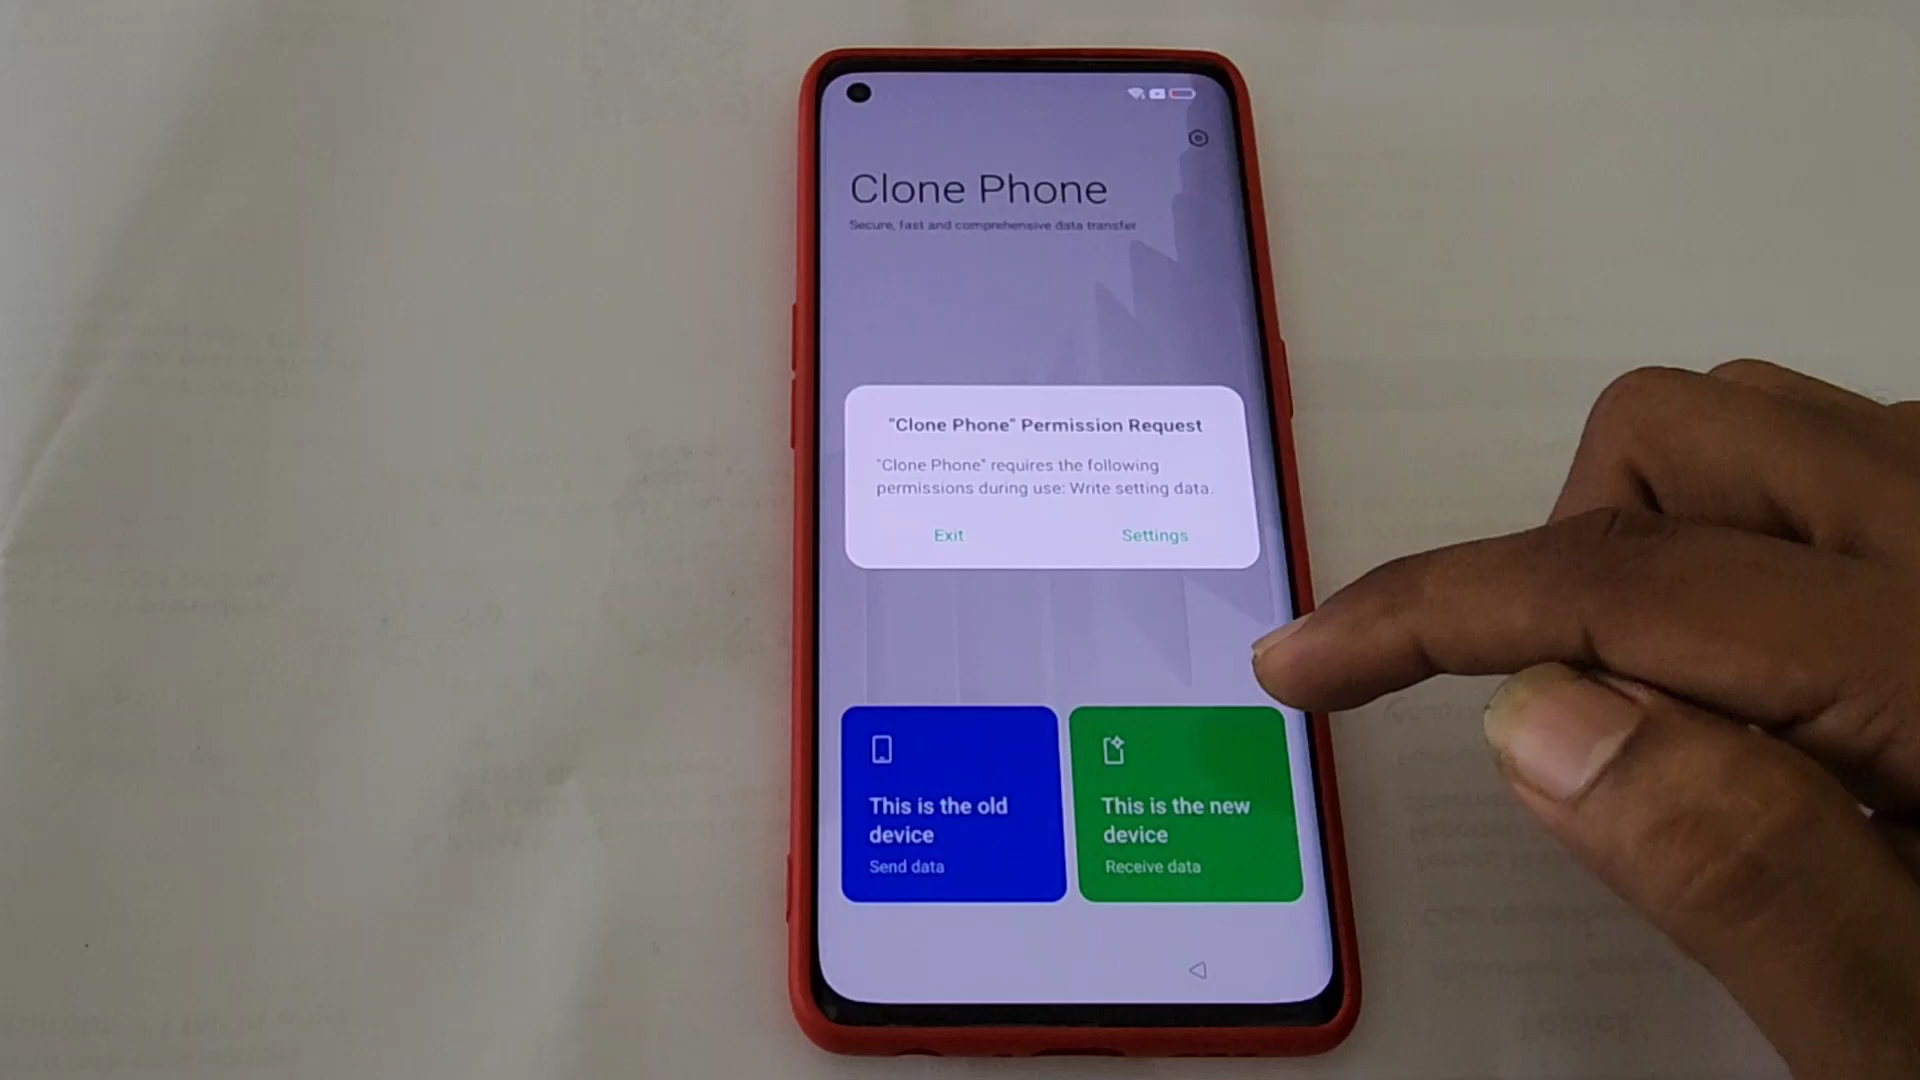 Clone Phone
Secure, fast and comprehensive data transfer
"Clone Phone" Permission Request
"Clone Phone" requires the following
permissions during use: Write setting data.
Exit
Settings
This is the old
device
Send data
This is the new
device
Receive data